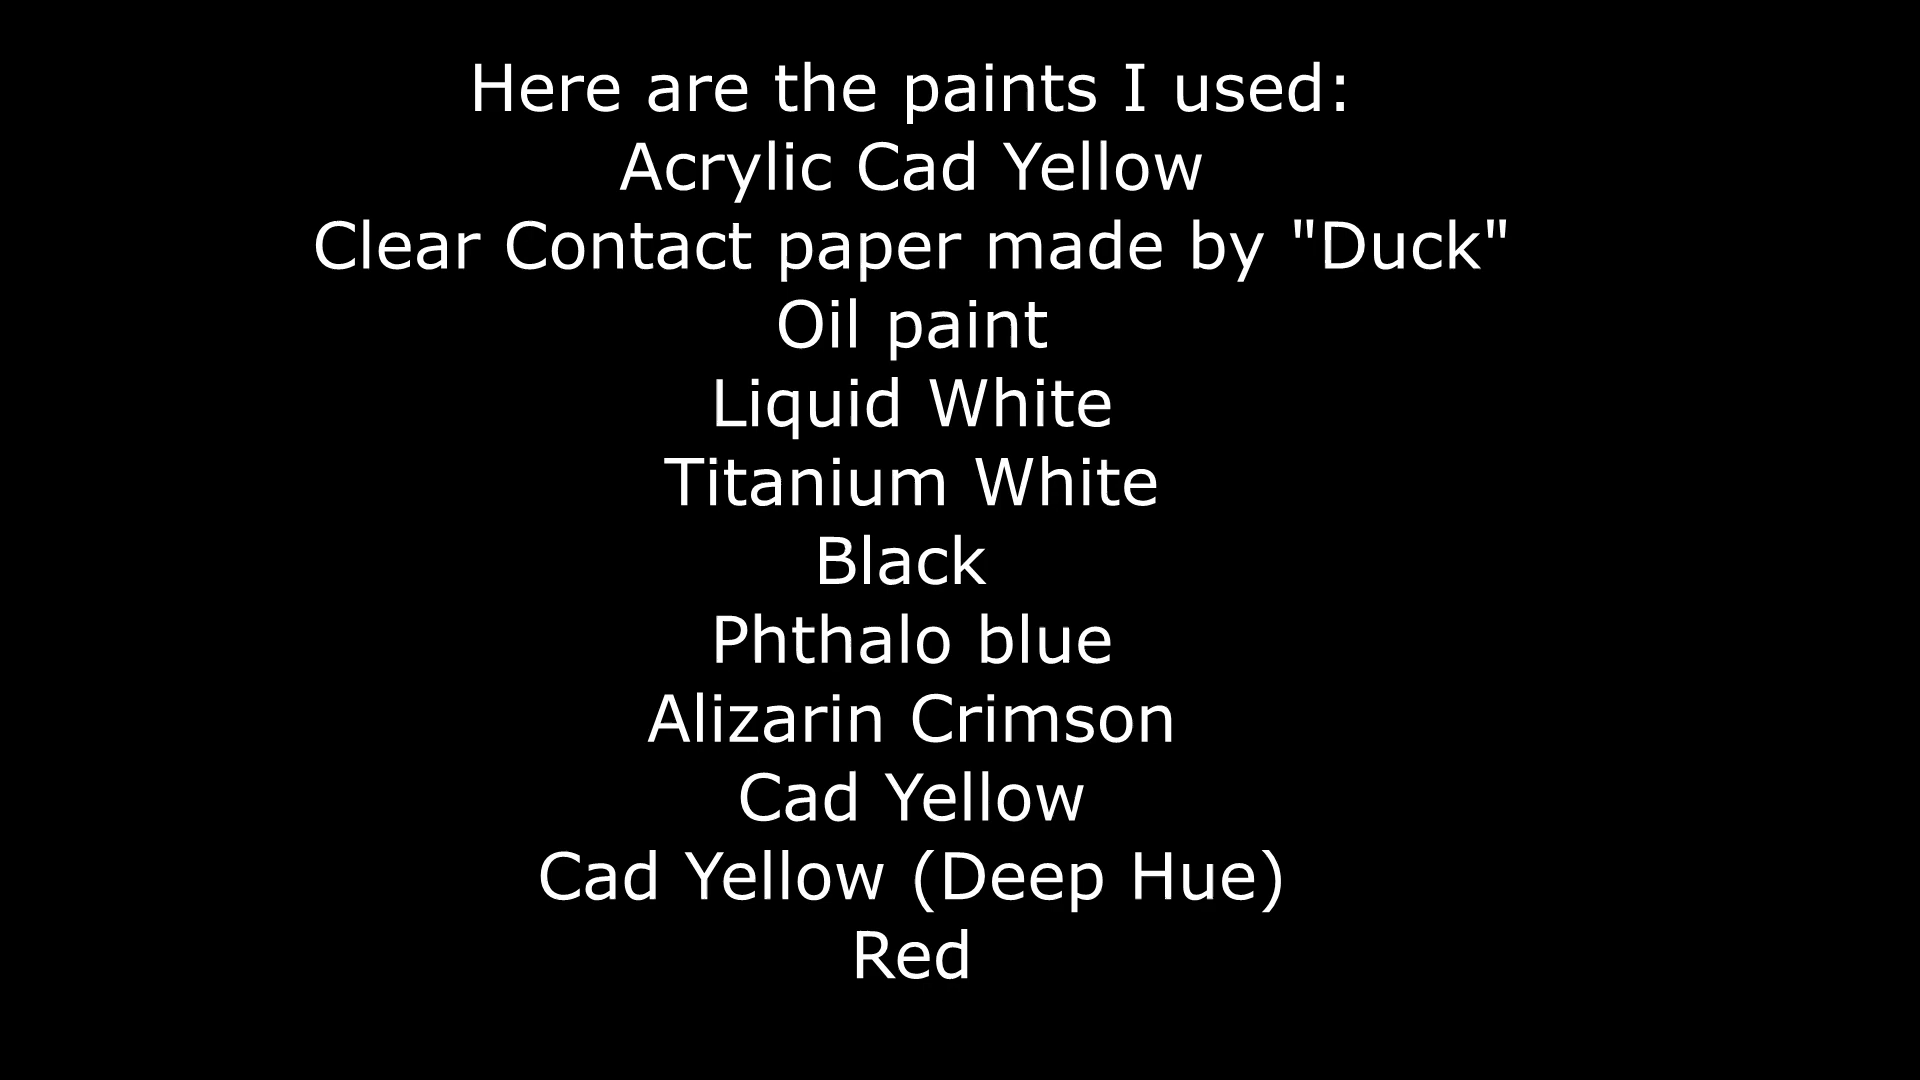 Here are the paints I used:
Acrylic Cad Yellow
Clear Contact paper made by "Duck"
Oil paint
Liquid White
Titanium White
Black
Phthalo blue
Alizarin Crimson
Cad Yellow
Cad Yellow (Deep Hue)
Red